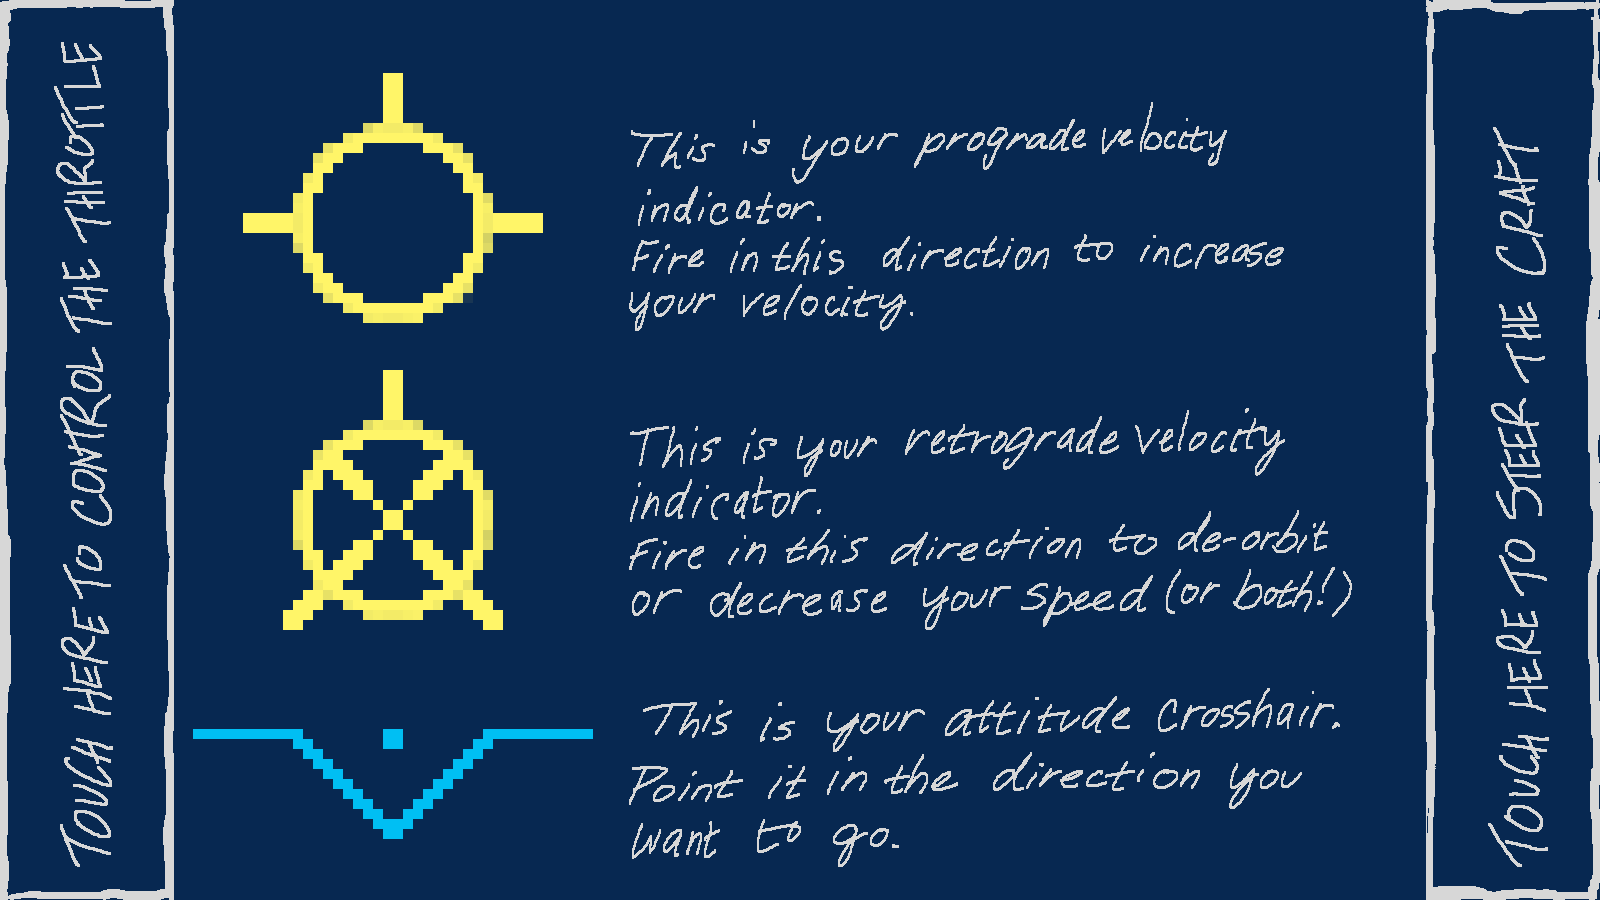 TOUCH HERE TO CONTROL THE THROTTLE
This is your prograde velocity
indicator.
Fire in this direction to increase
your velocity.
This is your retrograde velocity
indicator.
Fire in this direction to de-orbit
or decrease your speed (or both!)
This is your attitude crosshair.
Point it in the direction you
want to go.
TOUCH HERE TO STEER THE CRAFT